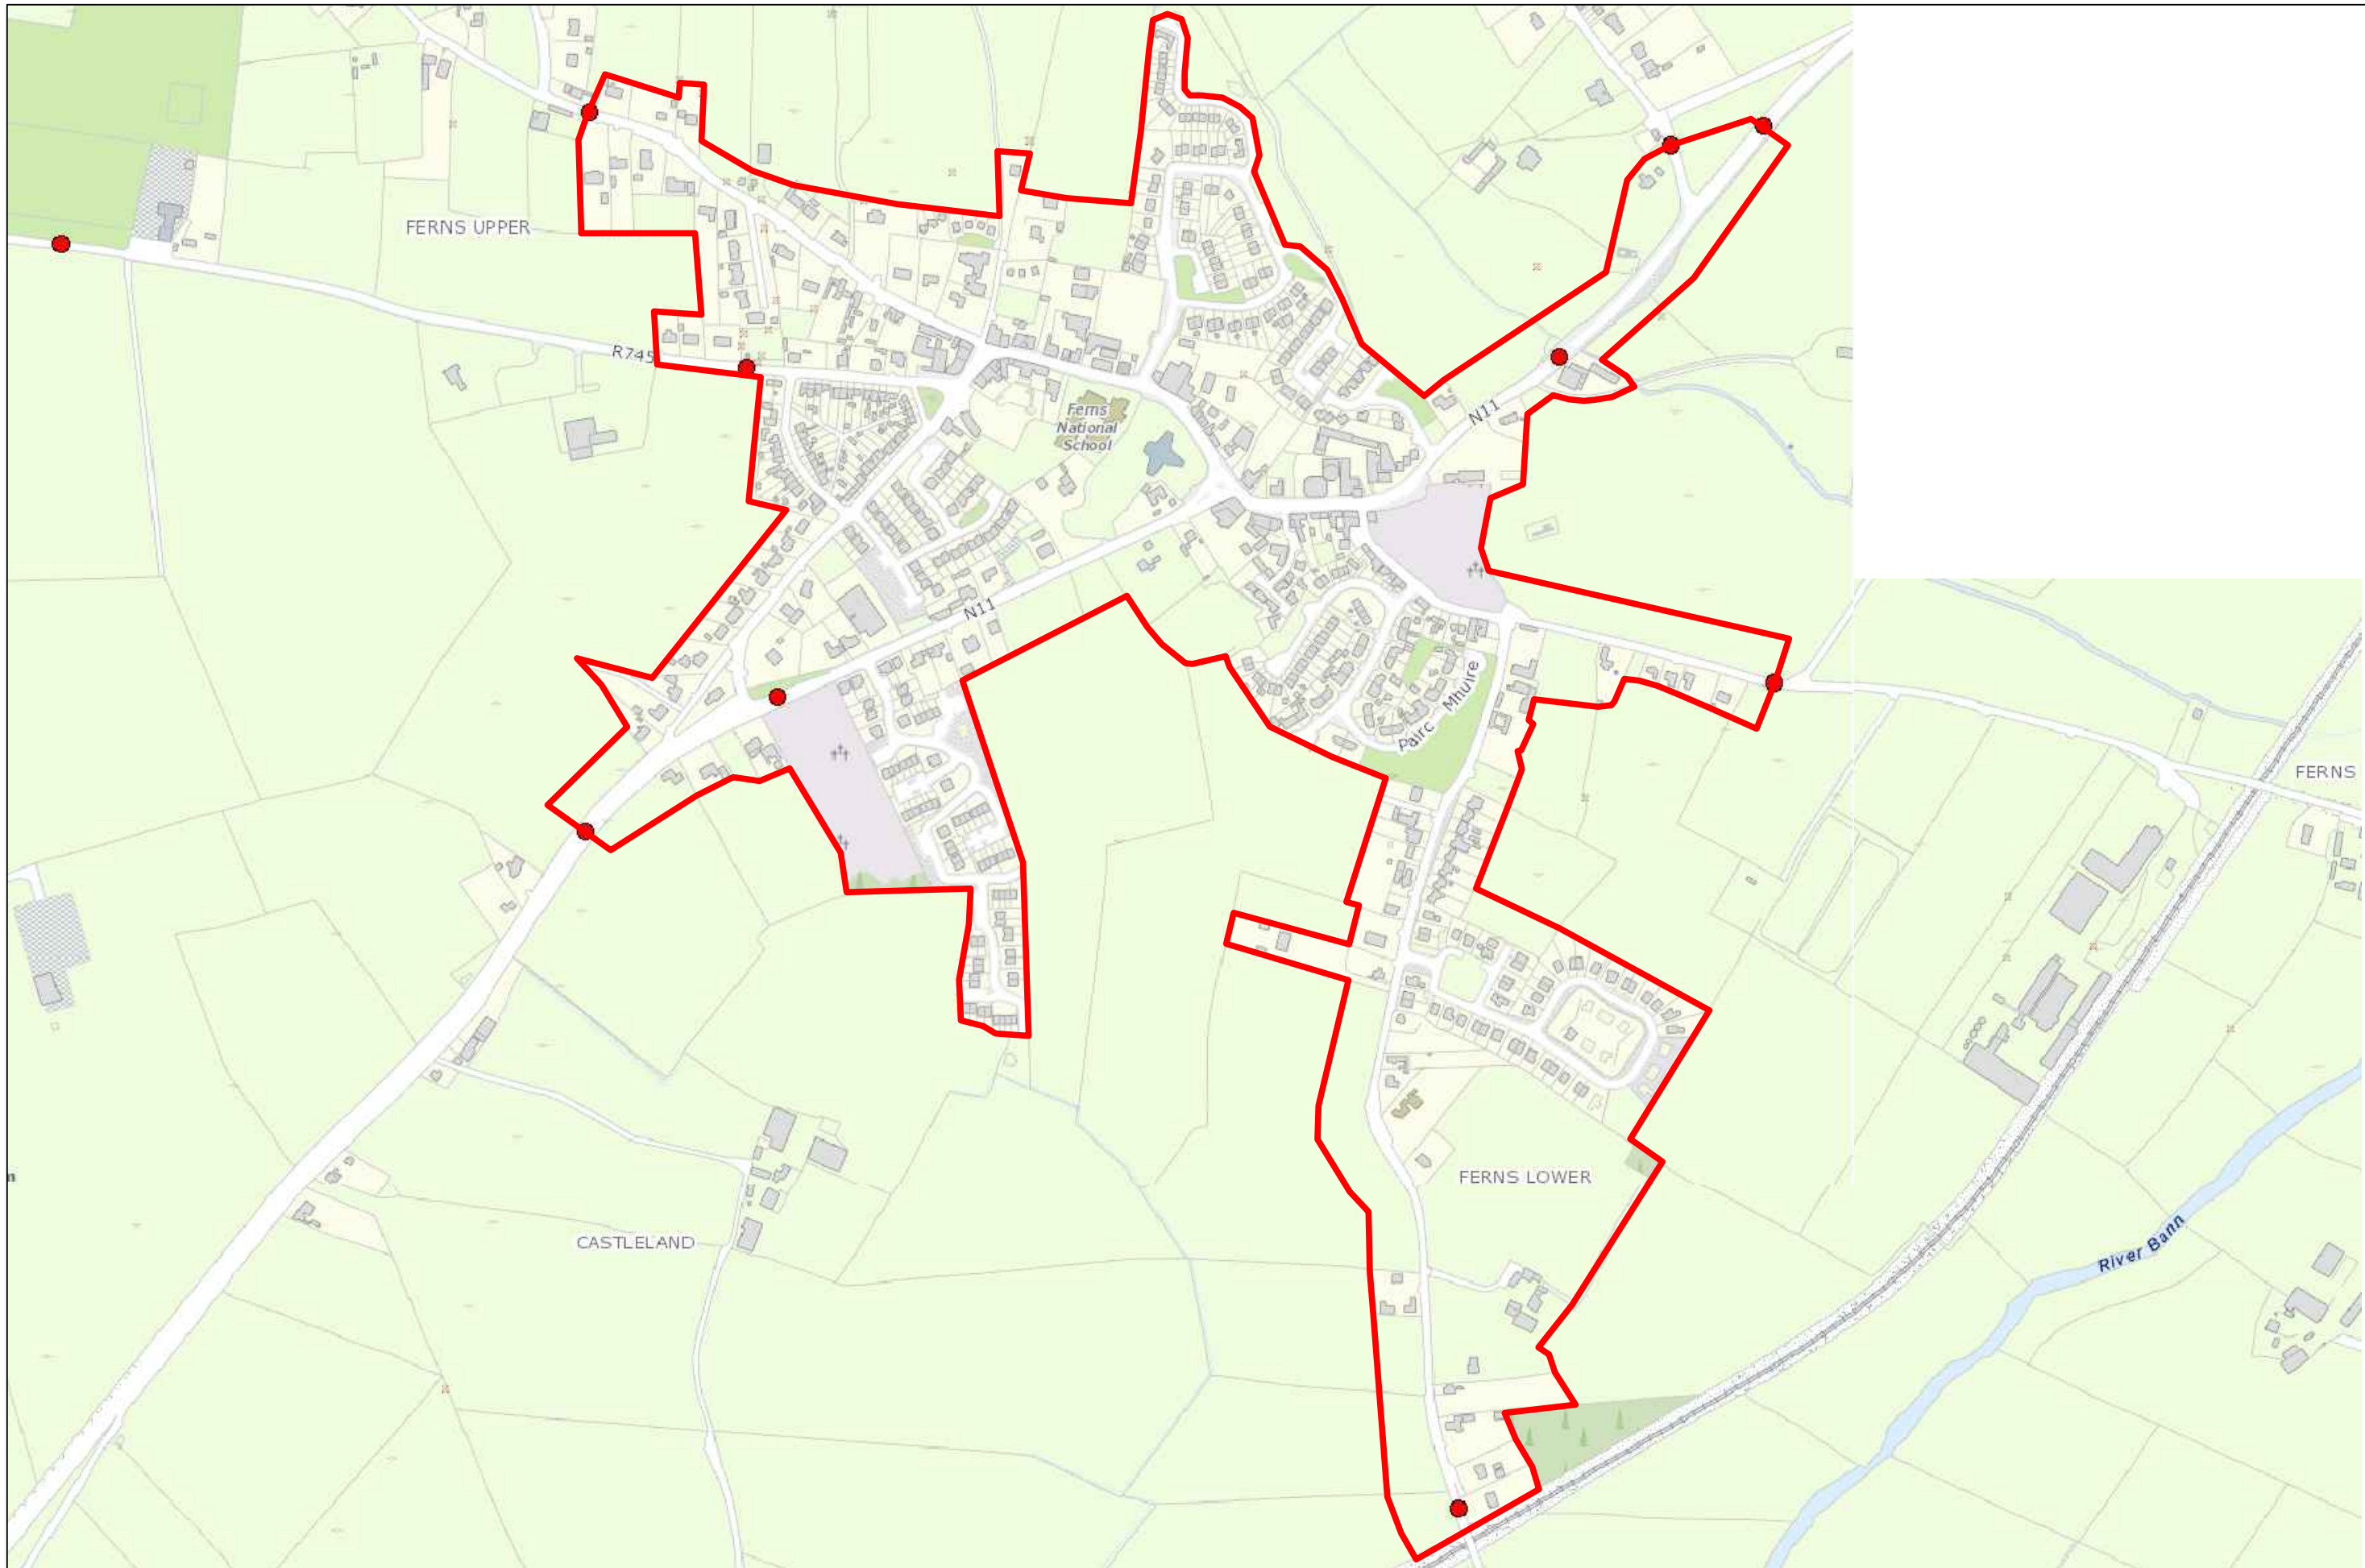 FERNS UPPER
R745
Ferns
National
School
N11
N11
Pairc Mhuire
FERNS
n
FERNS LOWER
CASTLELAND
River Bann